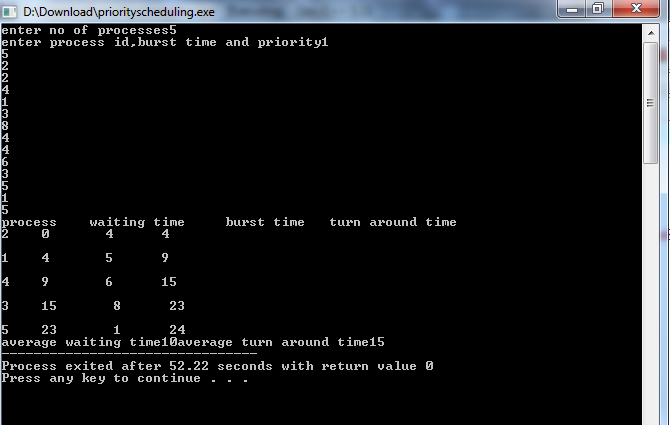 D:\Download\priorityscheduling.exe
enter no of processes5
enter process id,burst time and priority1
5
2
2
4
1
3
8
4
4
6
3
5
1
5
process    waiting time     burst time   turn around time
2    0       4      4
1    4       5      9
4    9       6      15
3    15       8      23
5    23       1      24
average waiting time10average turn around time15
--------------------------------
Process exited after 52.22 seconds with return value 0
Press any key to continue . . .